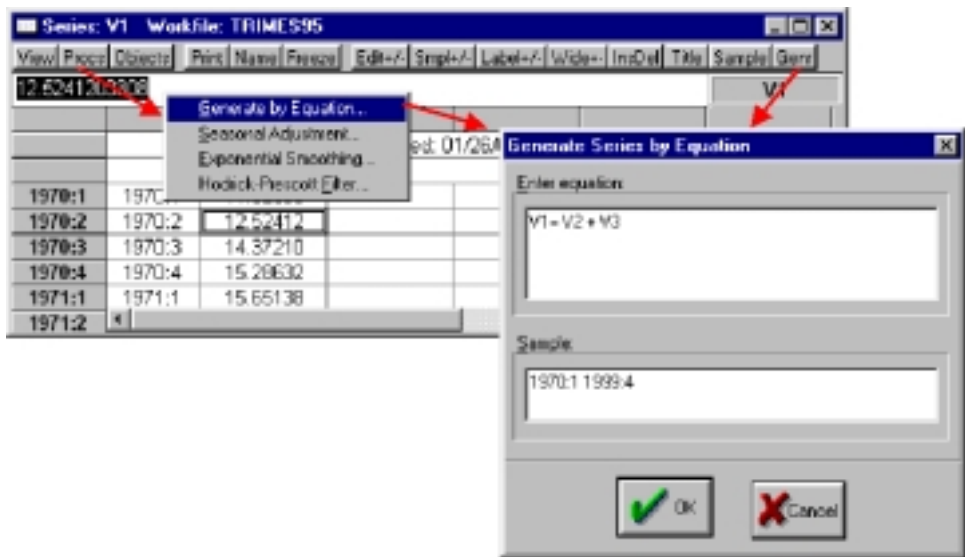 Series: V1 Workfile: TRIMES95
View Procs Objects Print Name Freeze Edit+/- Smpl+/- Label+/- Wide+- InsDel Title Sample Genr
V1
Generate by Equation...
Seasonal Adjustment...
Exponential Smoothing...
Hodrick-Prescott Filter...
ed: 01/26/
1970:1
1970:2 1970:2 12.52412
1970:3 1970:3 14.37210
1970:4 1970:4 15.28632
1971:1 1971:1 15.65138
1971:2
Generate Series by Equation
Enter equation:
V1= V2 + V3
Sample:
1970:1 1999:4
OK
Cancel